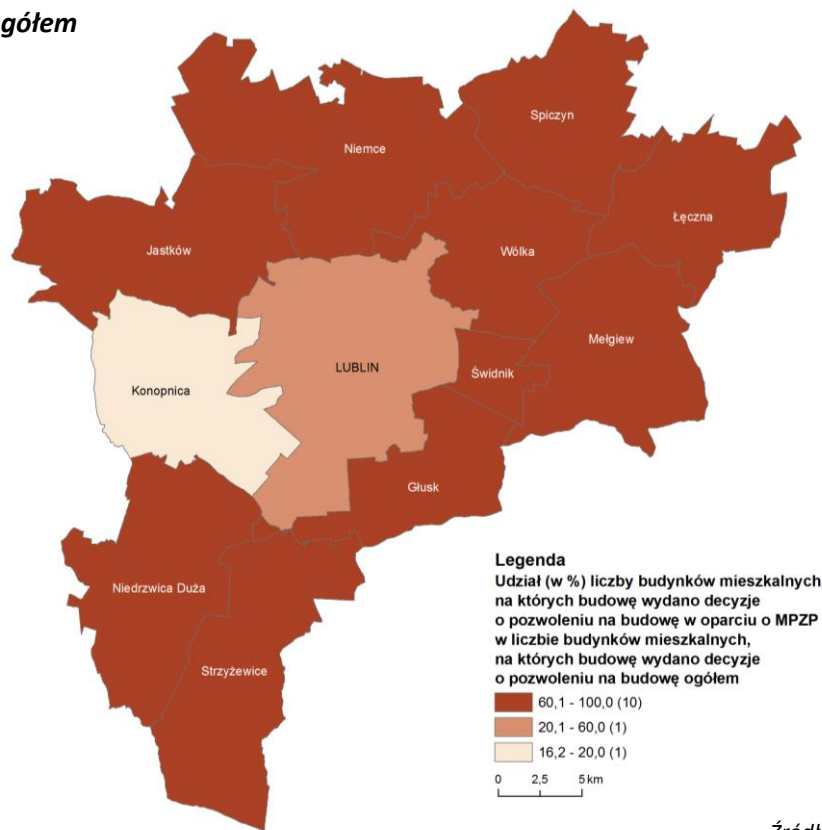 gółem
Spiczyn
Niemce
Łęczna
Jastków
Wólka
Mełgiew
LUBLIN
Świdnik
Konopnica
Głusk
Niedrzwica Duża
Strzyżewice
Legenda
Udział (w %) liczby budynków mieszkalnych
na których budowę wydano decyzje
o pozwoleniu na budowę w oparciu o MPZP
w liczbie budynków mieszkalnych,
na których budowę wydano decyzje
o pozwoleniu na budowę ogółem
60,1 - 100,0 (10)
20,1 - 60,0 (1)
16,2 - 20,0 (1)
0 2,5 5 km